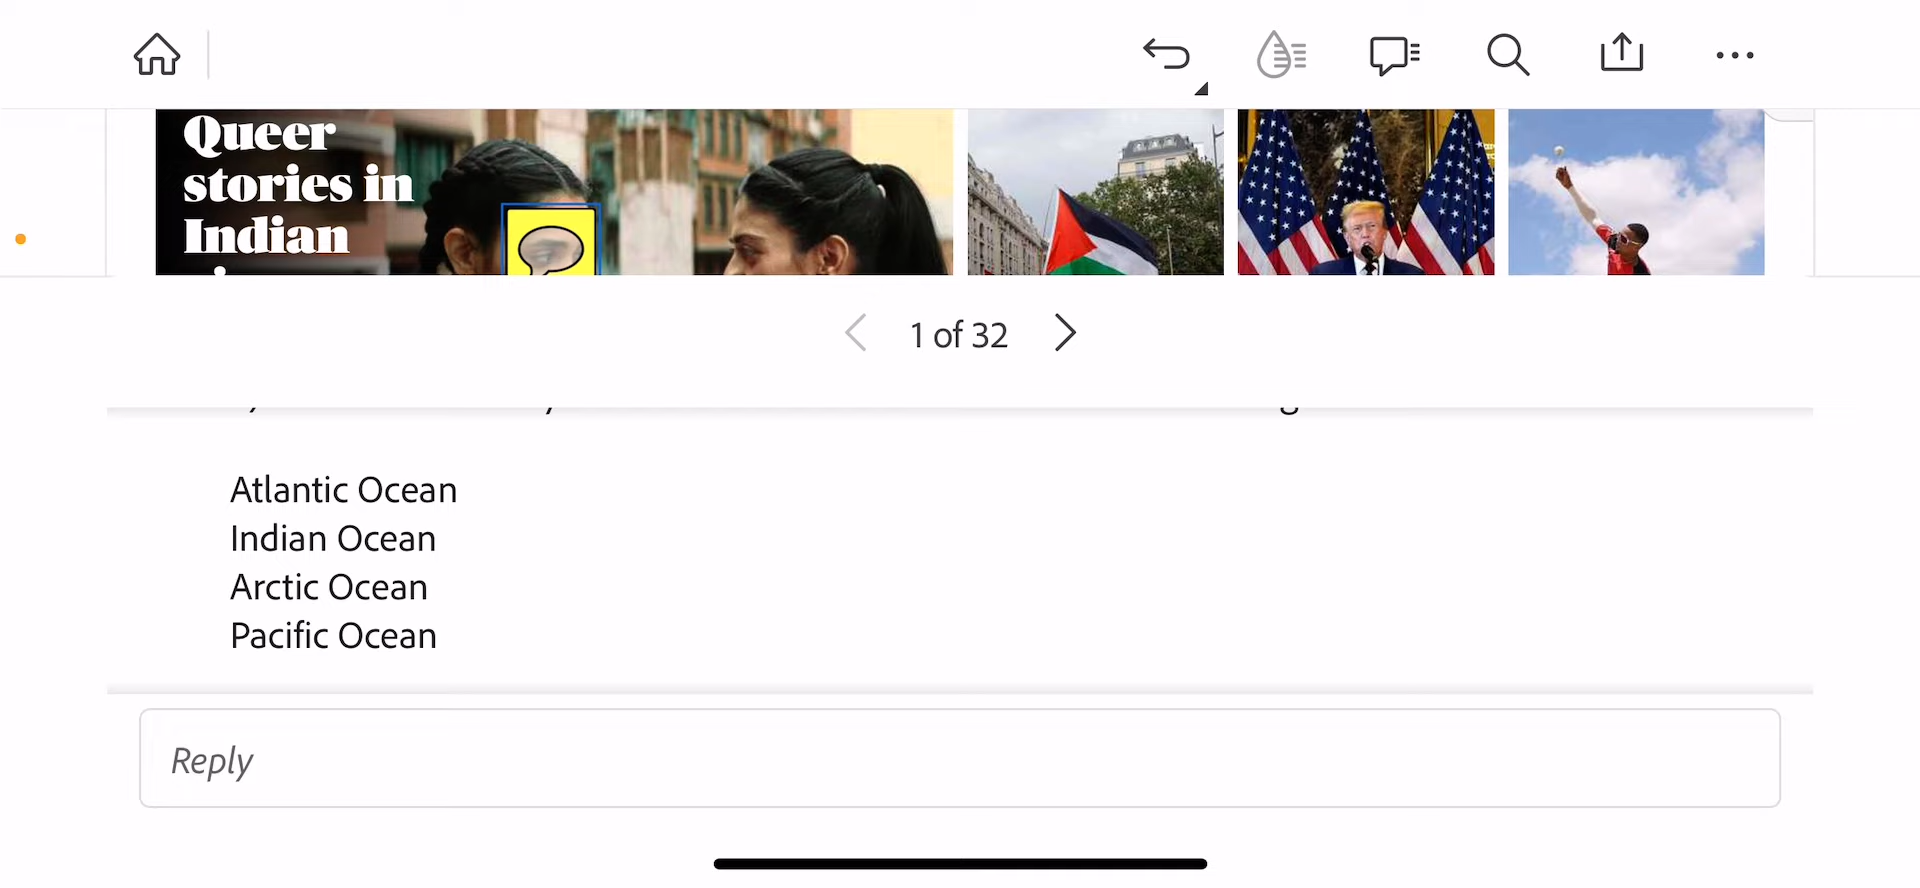 Queer
stories in
Indian
1 of 32
Atlantic Ocean
Indian Ocean
Arctic Ocean
Pacific Ocean
Reply